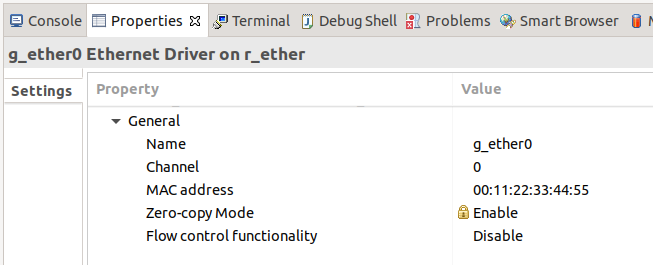 Console Properties Terminal Debug Shell Problems Smart Browser
g_ether0 Ethernet Driver on r_ether
Settings
Property Value
General
Name g_ether0
Channel 0
MAC address 00:11:22:33:44:55
Zero-copy Mode Enable
Flow control functionality Disable